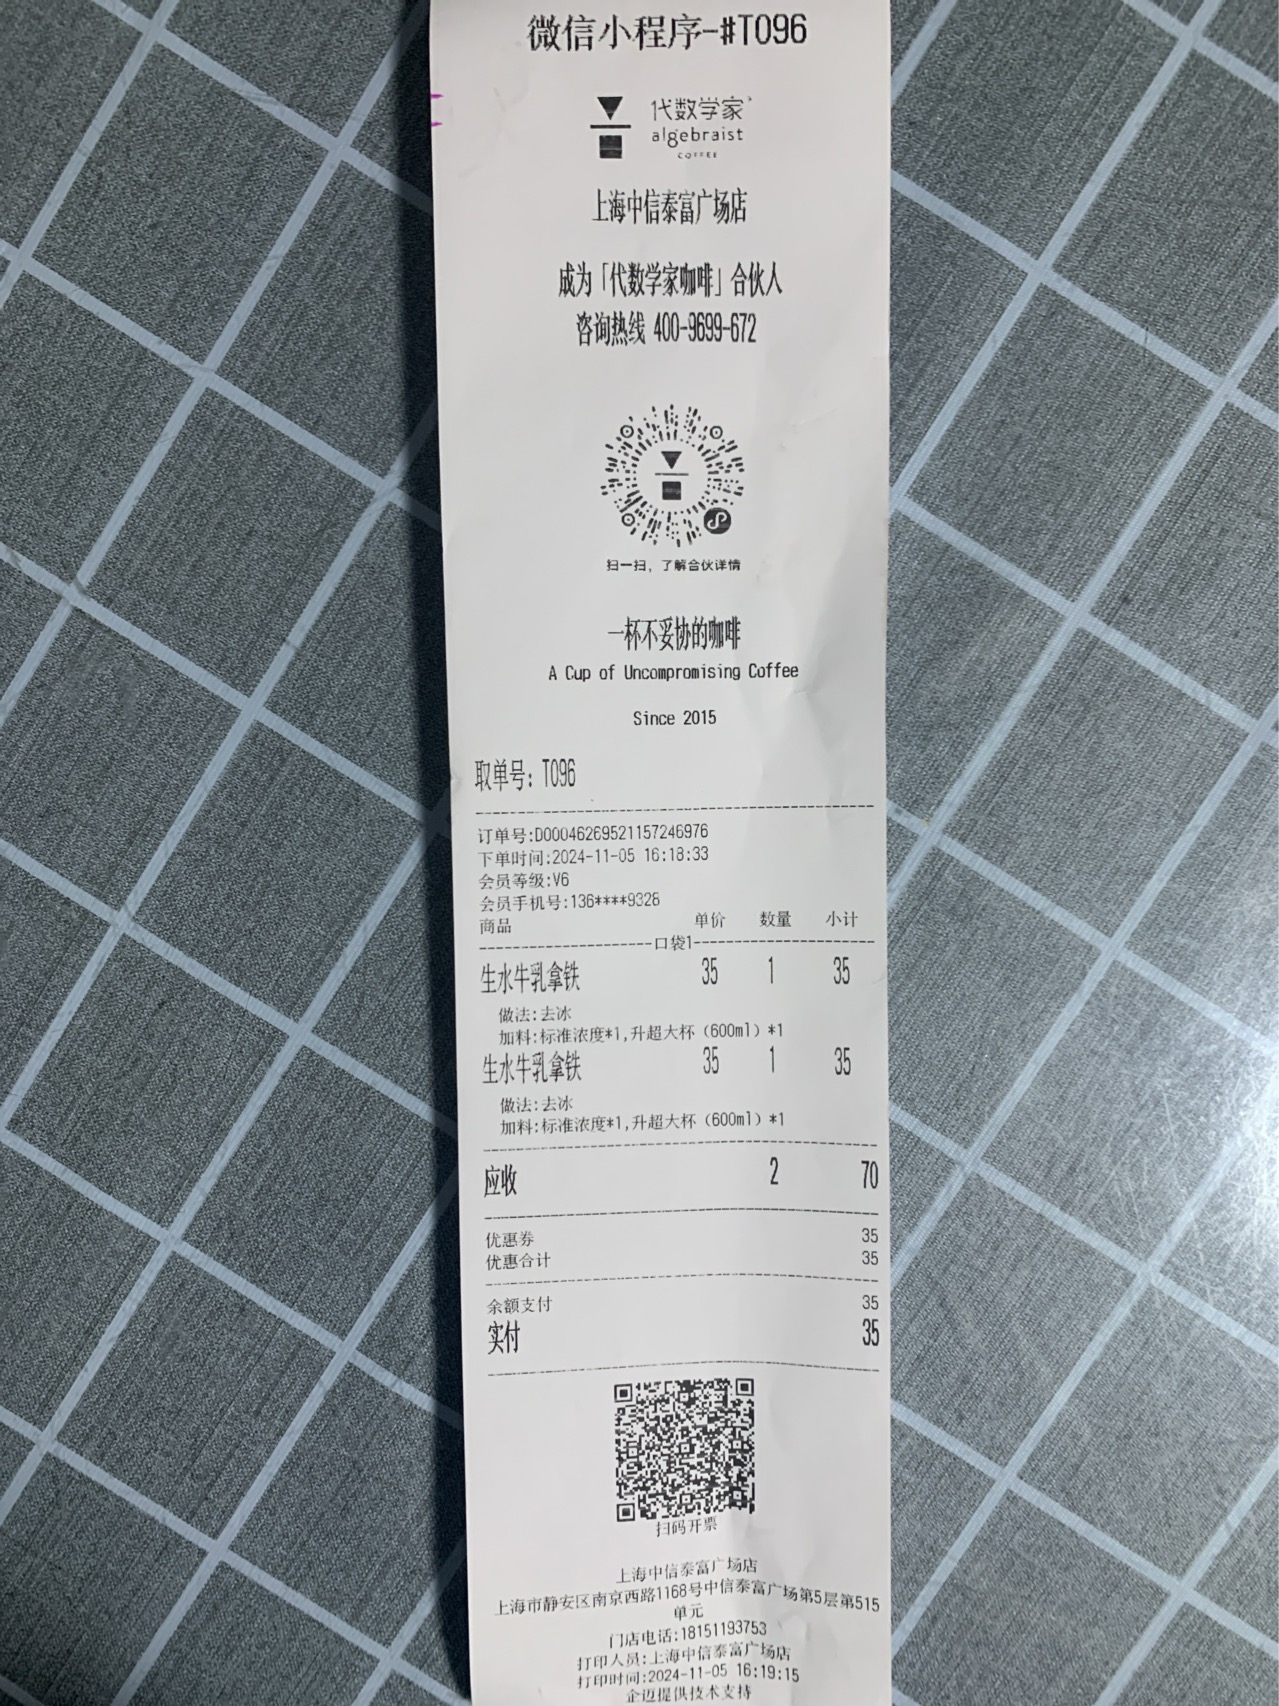 微信小程序-#T096
代数学家
algebraist
COFFEE
上海中信泰富广场店
成为「代数学家咖啡」合伙人
咨询热线 400-9699-672
扫一扫，了解合伙详情
一杯不妥协的咖啡
A Cup of Uncompromising Coffee
Since 2015
取单号: T096
订单号:D00046269521157246976
下单时间:2024-11-05 16:18:33
会员等级:V6
会员手机号:136****9328
商品 单价 数量 小计
口袋1
生水牛乳拿铁 35 1 35
做法:去冰
加料:标准浓度*1,升超大杯（600ml）*1
生水牛乳拿铁 35 1 35
做法:去冰
加料:标准浓度*1,升超大杯（600ml）*1
应收 2 70
优惠券 35
优惠合计 35
余额支付 35
实付 35
扫码开票
上海中信泰富广场店
上海市静安区南京西路1168号中信泰富广场第5层第515
单元
门店电话:18151193753
打印人员:上海中信泰富广场店
打印时间:2024-11-05 16:19:15
企迈提供技术支持